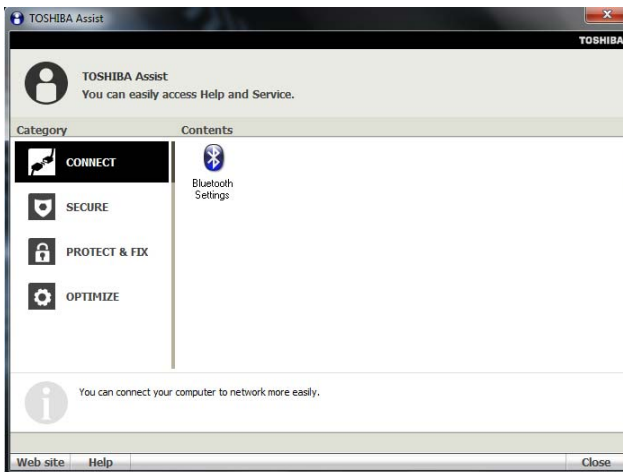 TOSHIBA Assist
TOSHIBA
TOSHIBA Assist
You can easily access Help and Service.
Category
Contents
CONNECT
Bluetooth
Settings
SECURE
PROTECT & FIX
OPTIMIZE
You can connect your computer to network more easily.
Web site
Help
Close